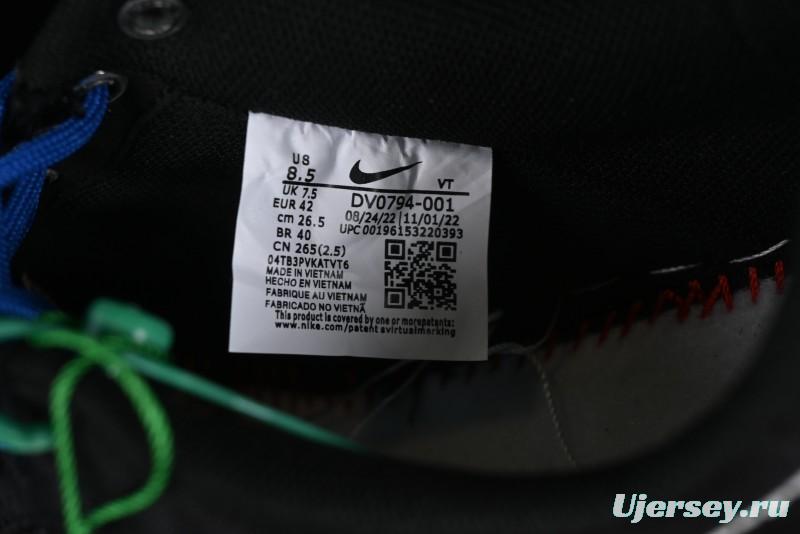 US
8.5
VT
UK 7.5
DV0794-001
EUR 42
08/24/22 | 11/01/22
cm 26.5
UPC 00196153220393
BR 40
CN 265(2.5)
04TB3PVKATVT6
MADE IN VIETNAM
HECHO EN VIETNAM
FABRIQUE AU VIETNAM
FABRICADO NO VIETNÃ
This product is covered by one or morepatents:
www.nike.com/patents virtualmarking
Ujersey.ru